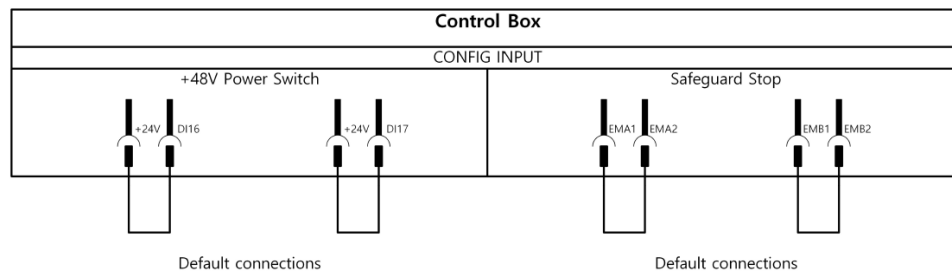 Control Box
CONFIG INPUT
+48V Power Switch
Safeguard Stop
+24V DI16 +24V DI17 EMA1 EMA2 EMB1 EMB2
Default connections
Default connections